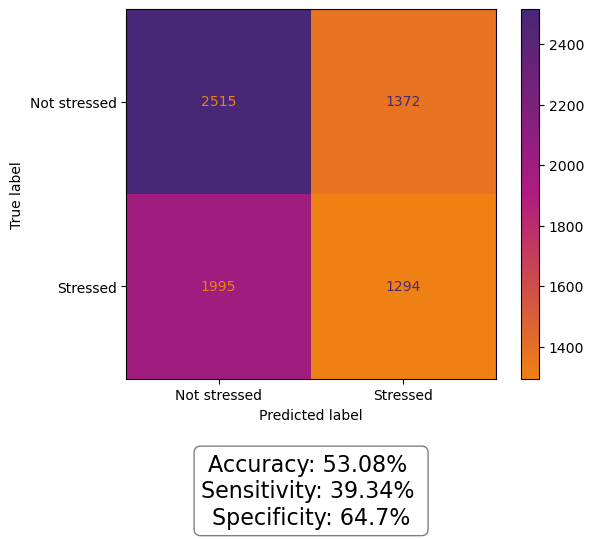 2400
2515
1372
Not stressed
2200
2000
True label
1800
1995
1294
Stressed
1600
1400
Not stressed
Stressed
Predicted label
Accuracy: 53.08%
Sensitivity: 39.34%
Specificity: 64.7%